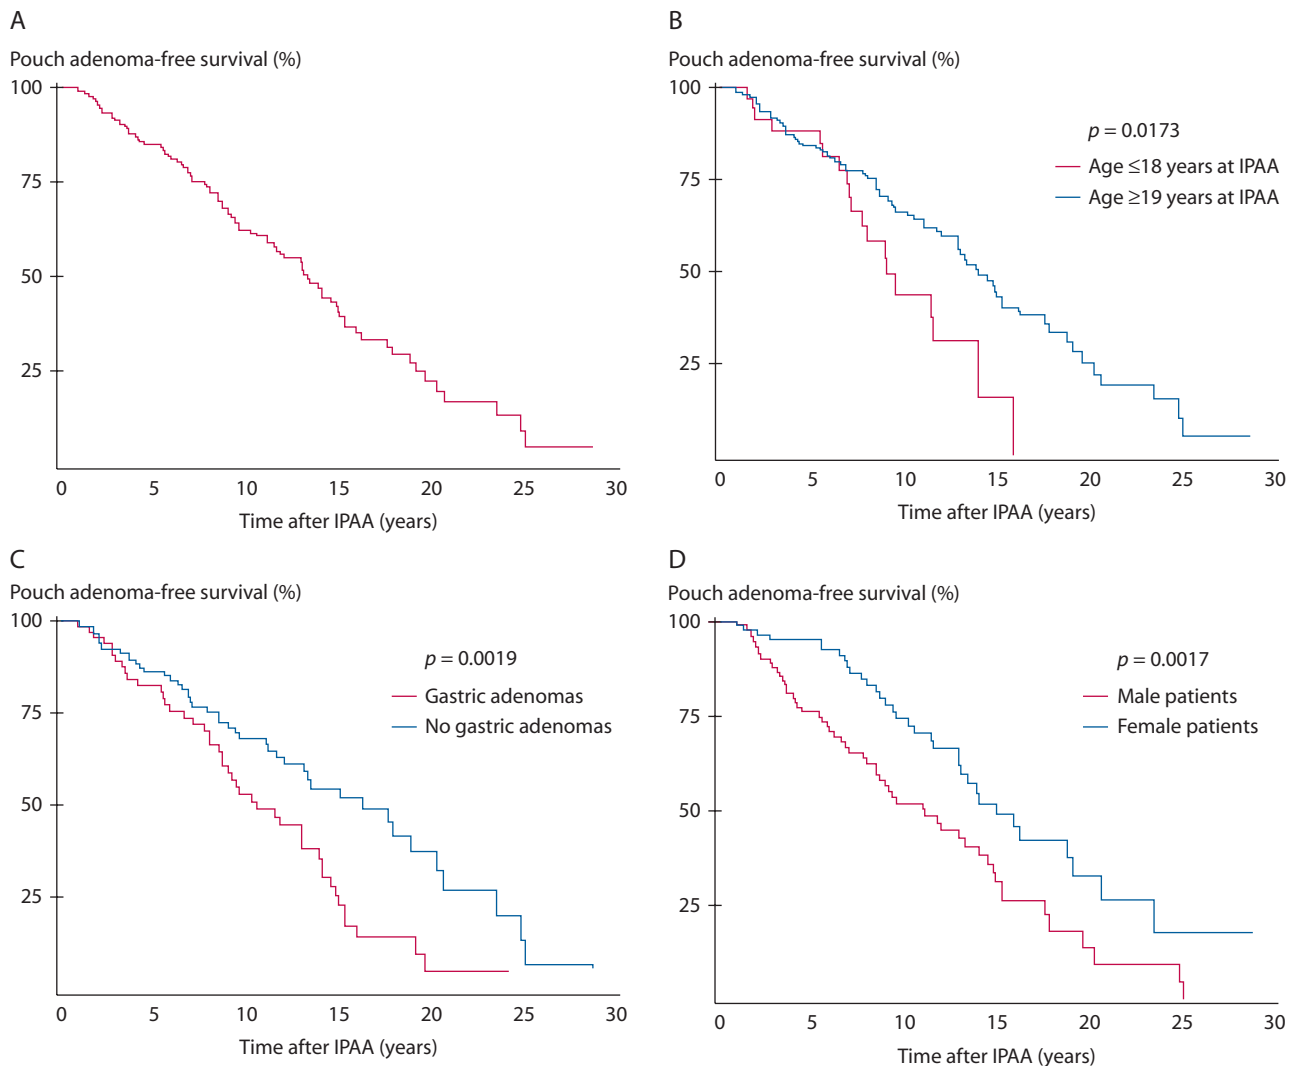 A
Pouch adenoma-free survival (%)
100
75
50
25
0 5 10 15 20 25 30
Time after IPAA (years)
B
Pouch adenoma-free survival (%)
100
p = 0.0173
Age ≤18 years at IPAA
Age ≥19 years at IPAA
75
50
25
0 5 10 15 20 25 30
Time after IPAA (years)
C
Pouch adenoma-free survival (%)
100
p = 0.0019
Gastric adenomas
No gastric adenomas
75
50
25
0 5 10 15 20 25 30
Time after IPAA (years)
D
Pouch adenoma-free survival (%)
100
p = 0.0017
Male patients
Female patients
75
50
25
0 5 10 15 20 25 30
Time after IPAA (years)